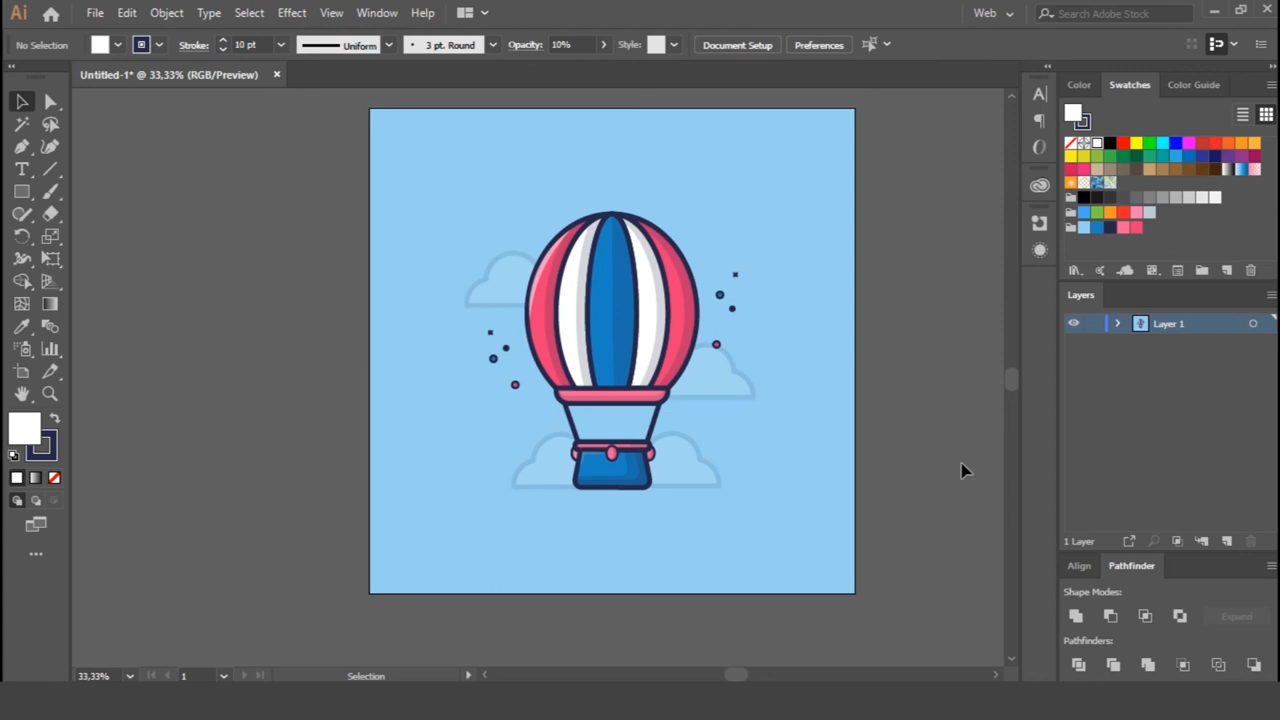 Ai File Edit Object Type Select Effect View Window Help Web Search Adobe Stock
No Selection Stroke: 10 pt Uniform 3 pt. Round Opacity: 10% Style: Document Setup Preferences
Untitled-1* @ 33,33% (RGB/Preview)
Color Swatches Color Guide
Layers
Layer 1
1 Layer
Align Pathfinder
Shape Modes:
Expand
Pathfinders:
33,33% 1 Selection